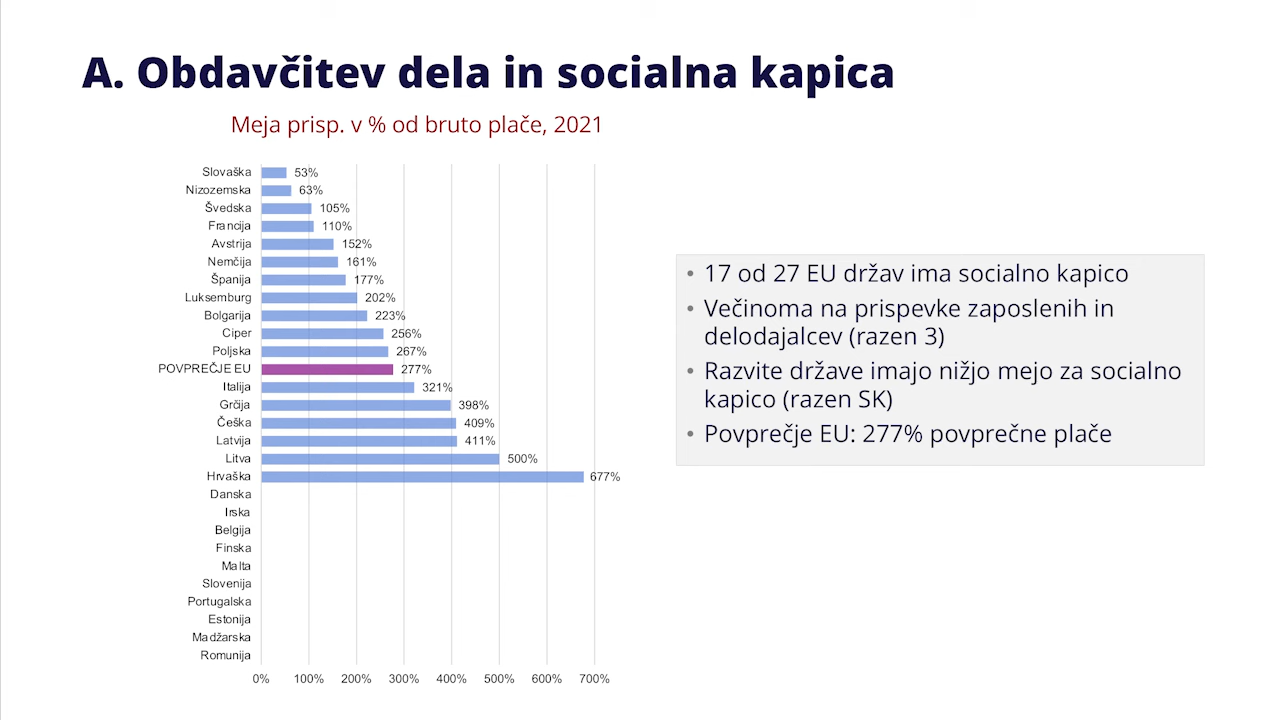 A. Obdavčitev dela in socialna kapica
Meja prisp. v % od bruto plače, 2021
Slovaška 53%
Nizozemska 63%
Švedska 105%
Francija 110%
Avstrija 152%
Nemčija 161%
Španija 177%
Luksemburg 202%
Bolgarija 223%
Ciper 256%
Poljska 267%
POVPREČJE EU 277%
Italija 321%
Grčija 398%
Češka 409%
Latvija 411%
Litva 500%
Hrvaška 677%
Danska
Irska
Belgija
Finska
Malta
Slovenija
Portugalska
Estonija
Madžarska
Romunija
0% 100% 200% 300% 400% 500% 600% 700%
• 17 od 27 EU držav ima socialno kapico
• Večinoma na prispevke zaposlenih in
delodajalcev (razen 3)
• Razvite države imajo nižjo mejo za socialno
kapico (razen SK)
• Povprečje EU: 277% povprečne plače